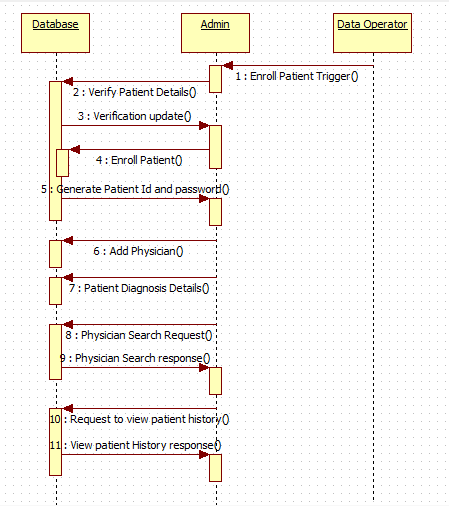 Database
Admin
Data Operator
1 : Enroll Patient Trigger()
2 : Verify Patient Details()
3 : Verification update()
4 : Enroll Patient()
5 : Generate Patient Id and password()
6 : Add Physician()
7 : Patient Diagnosis Details()
8 : Physician Search Request()
9 : Physician Search response()
10 : Request to view patient history()
11 : View patient History response()